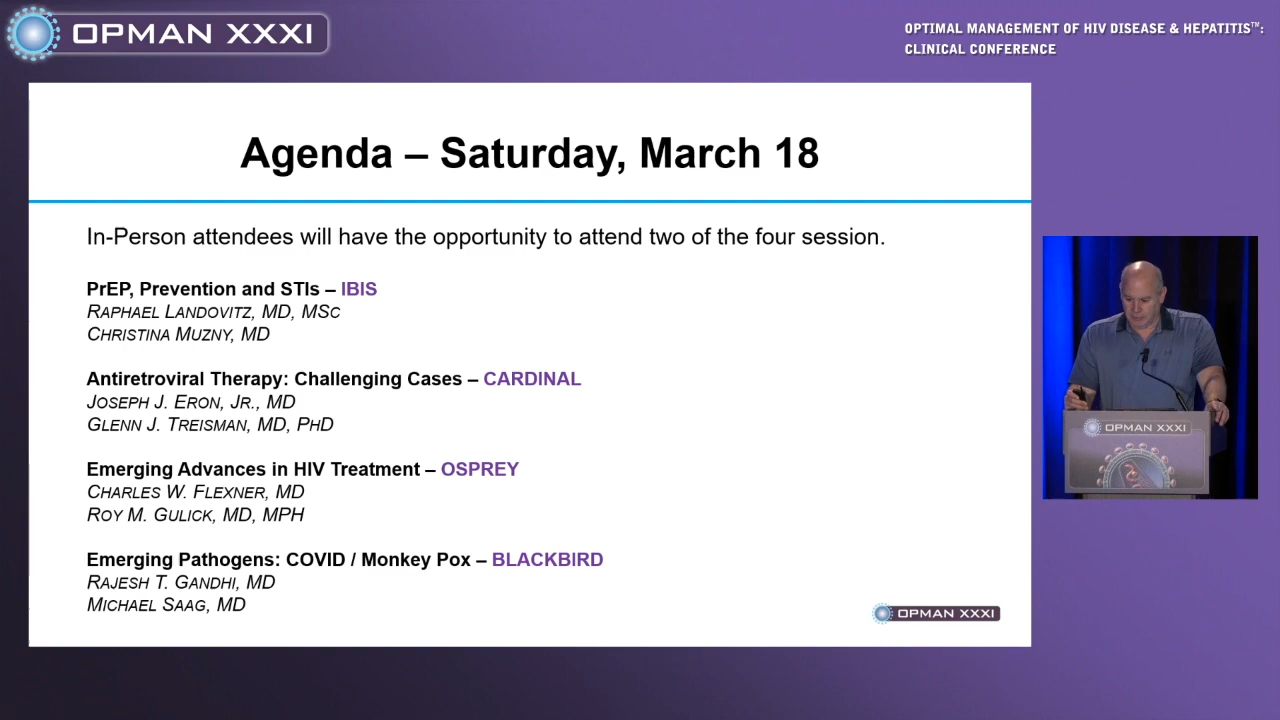 OPMAN XXXI
OPTIMAL MANAGEMENT OF HIV DISEASE & HEPATITIS™:
CLINICAL CONFERENCE
Agenda – Saturday, March 18
In-Person attendees will have the opportunity to attend two of the four session.
PrEP, Prevention and STIs – IBIS
RAPHAEL LANDOVITZ, MD, MSC
CHRISTINA MUZNY, MD
Antiretroviral Therapy: Challenging Cases – CARDINAL
JOSEPH J. ERON, JR., MD
GLENN J. TREISMAN, MD, PHD
Emerging Advances in HIV Treatment – OSPREY
CHARLES W. FLEXNER, MD
ROY M. GULICK, MD, MPH
Emerging Pathogens: COVID / Monkey Pox – BLACKBIRD
RAJESH T. GANDHI, MD
MICHAEL SAAG, MD
OPMAN XXXI
OPMAN XXXI